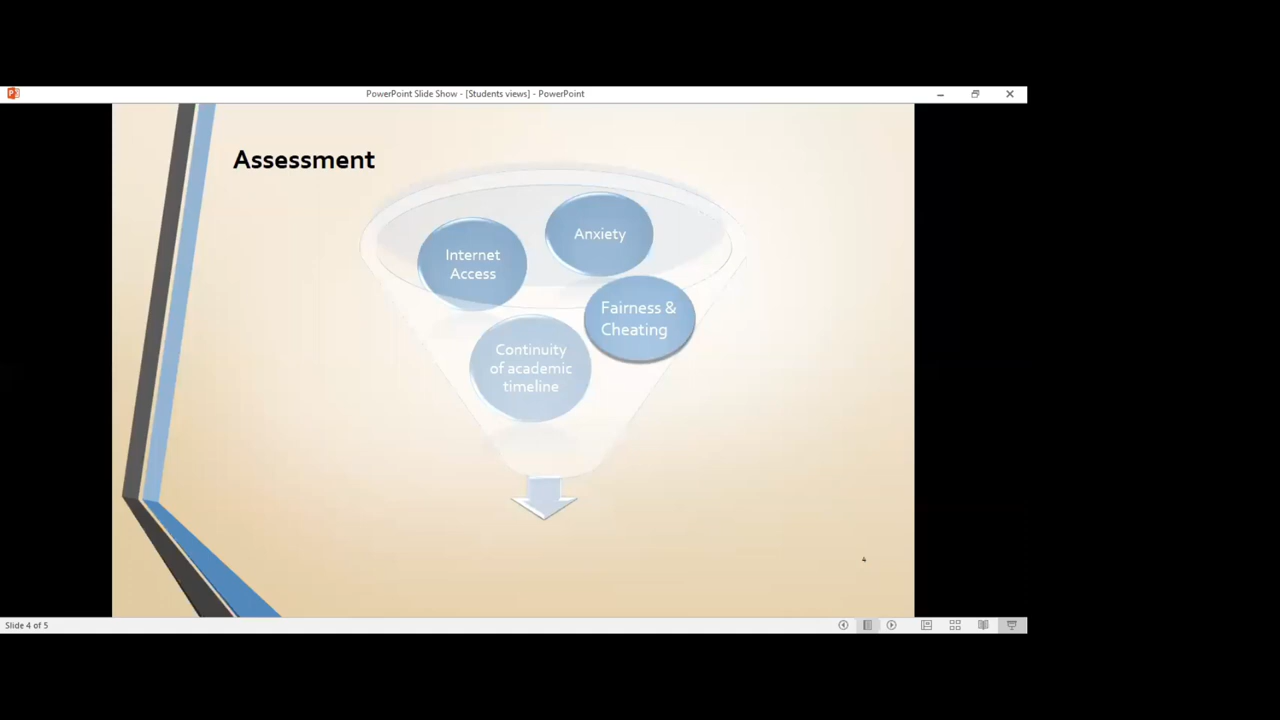 PowerPoint Slide Show - [Students views] - PowerPoint
Assessment
Anxiety
Internet
Access
Fairness &
Cheating
Continuity
of academic
timeline
4
Slide 4 of 5